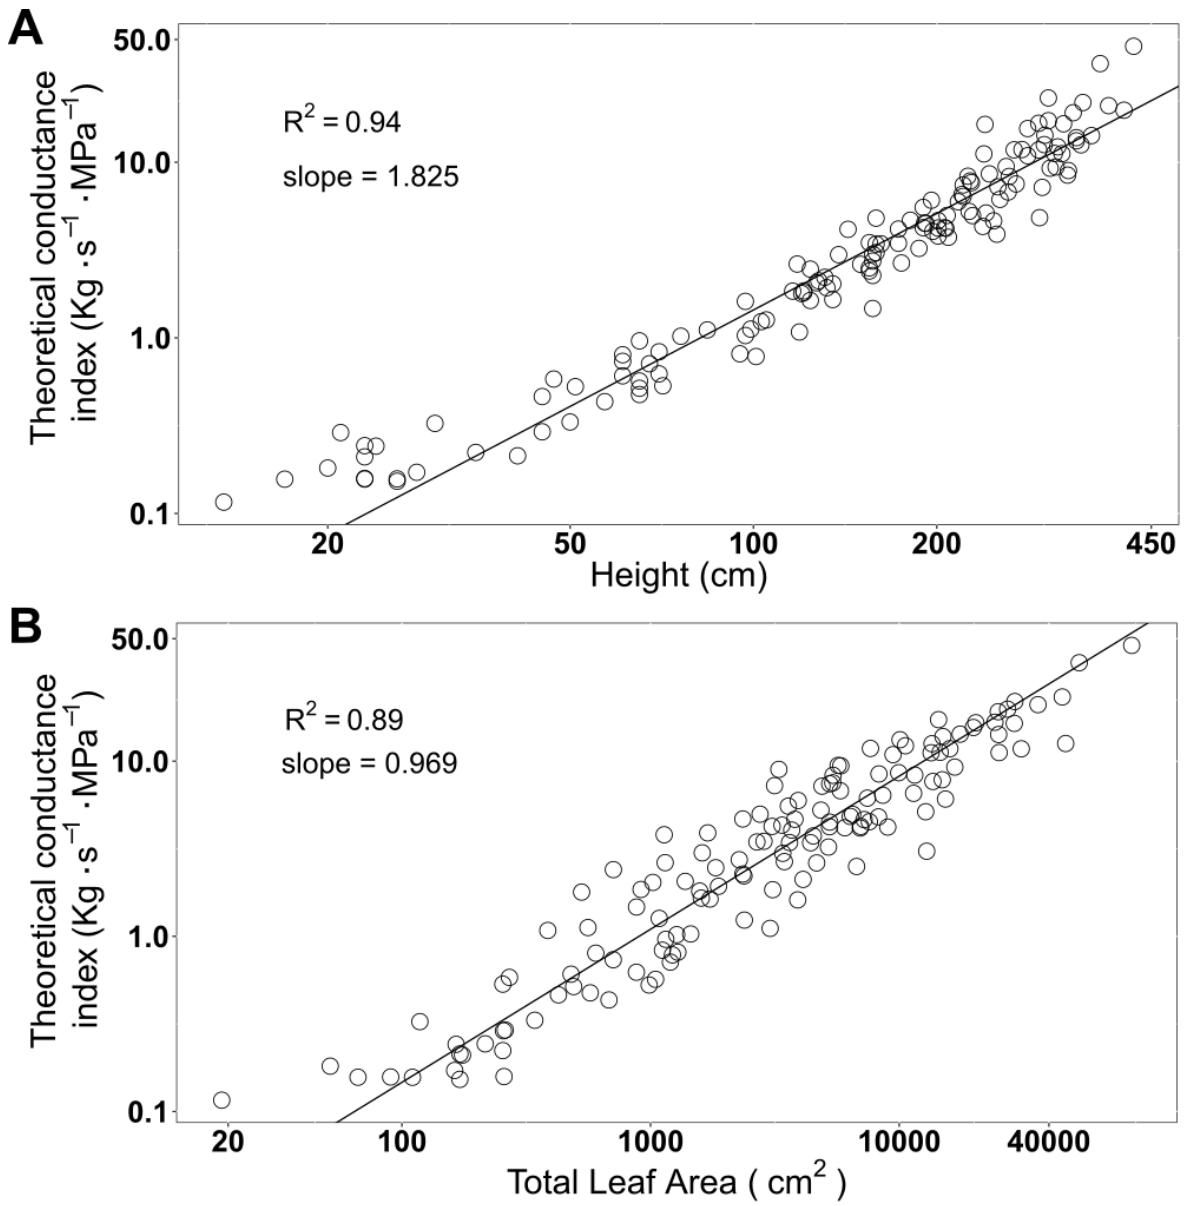 A
Theoretical conductance
index (Kg ·s⁻¹ ·MPa⁻¹)
50.0
10.0
1.0
0.1
R² = 0.94
slope = 1.825
20 50 100 200 450
Height (cm)
B
Theoretical conductance
index (Kg ·s⁻¹ ·MPa⁻¹)
50.0
10.0
1.0
0.1
R² = 0.89
slope = 0.969
20 100 1000 10000 40000
Total Leaf Area ( cm² )